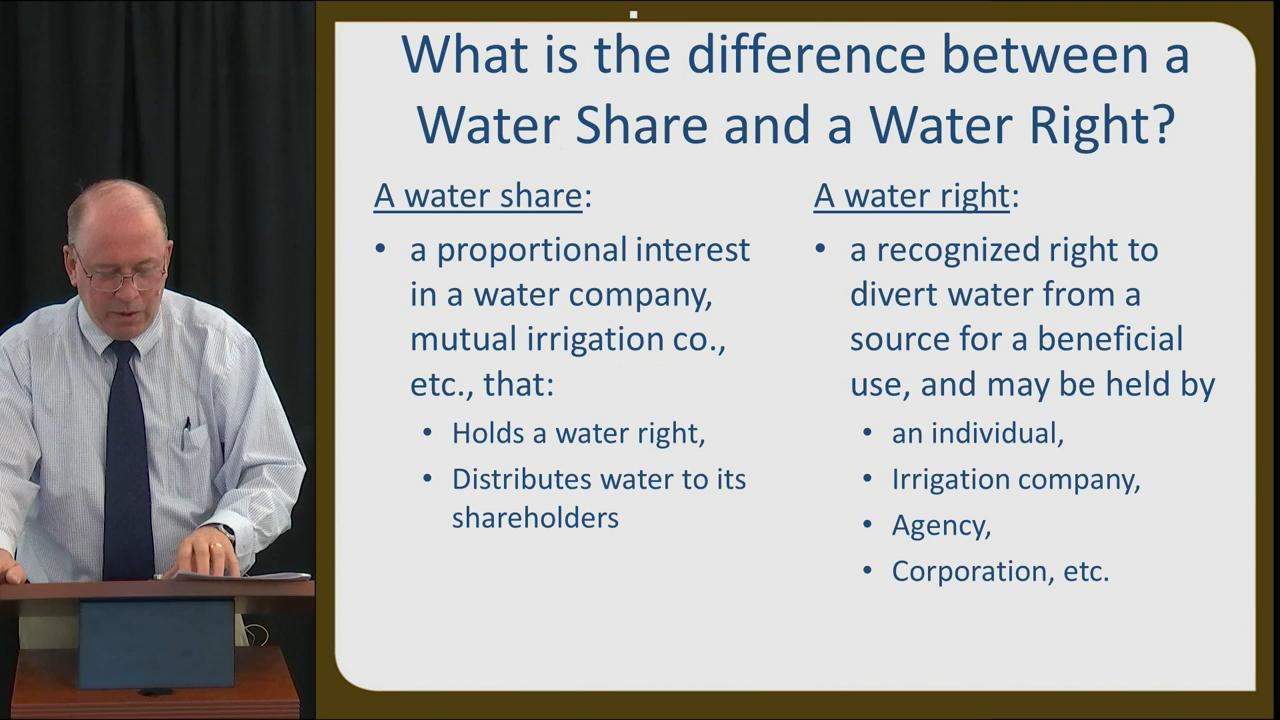 What is the difference between a
Water Share and a Water Right?
A water share:
• a proportional interest
in a water company,
mutual irrigation co.,
etc., that:
• Holds a water right,
• Distributes water to its
shareholders
A water right:
• a recognized right to
divert water from a
source for a beneficial
use, and may be held by
• an individual,
• Irrigation company,
• Agency,
• Corporation, etc.